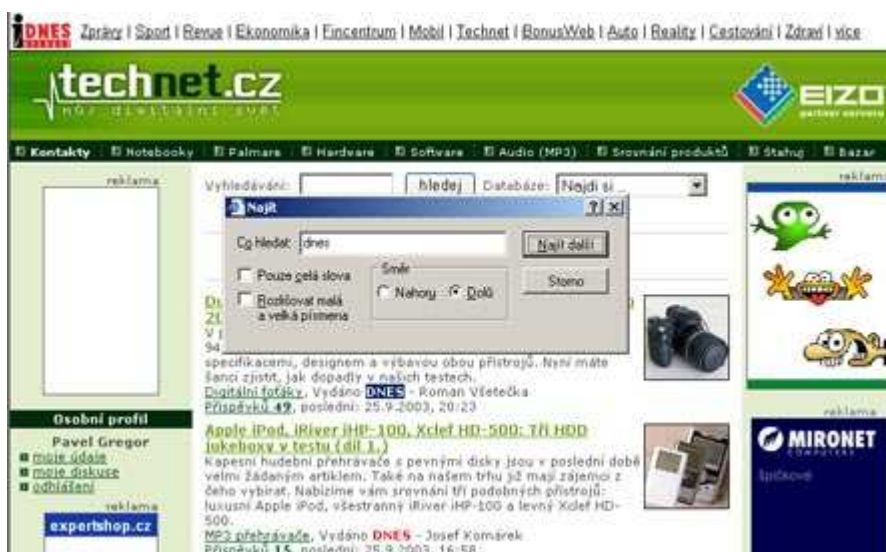 iDNES Zprávy | Sport | Revue | Ekonomika | Fincentrum | Mobil | Technet | BonusWeb | Auto | Reality | Cestování | Zdraví | více
technet.cz
můj digitální svět
EIZO
partner serveru
Kontakty Notebooky Palmare Hardware Software Audio (MP3) Srovnání produktů Stahuj Bazar
reklama
Vyhledávání: hledej Databáze: Najdi si ...
reklama
Najít
Co hledat: dnes
Najít další
Pouze celá slova
Rozlišovat malá
a velká písmena
Směr
Nahoru Dolů
Storno
specifikacemi, designem a výbavou obou přístrojů. Nyní máte
šanci zjistit, jak dopadly v našich testech.
Digitální foťáky, Vydáno DNES - Roman Všetečka
Příspěvků 49, poslední: 25.9.2003, 20:23
Apple iPod, iRiver iHP-100, Xclef HD-500: Tři HDD
jukeboxy v testu (díl 1.)
Kapesní hudební přehrávače s pevnými disky jsou v poslední době
velmi žádaným artiklem. Také na našem trhu již mají zájemci z
čeho vybírat. Nabízíme vám srovnání tří podobných přístrojů:
luxusní Apple iPod, všestranný iRiver iHP-100 a levný Xclef HD-
500.
MP3 přehrávače, Vydáno DNES - Josef Komárek
Příspěvků 15, poslední: 25.9.2003, 16:58
Osobní profil
Pavel Gregor
moje údaje
moje diskuse
odhlášení
reklama
expertshop.cz
reklama
MIRONET
COMPUTERS
špičkové